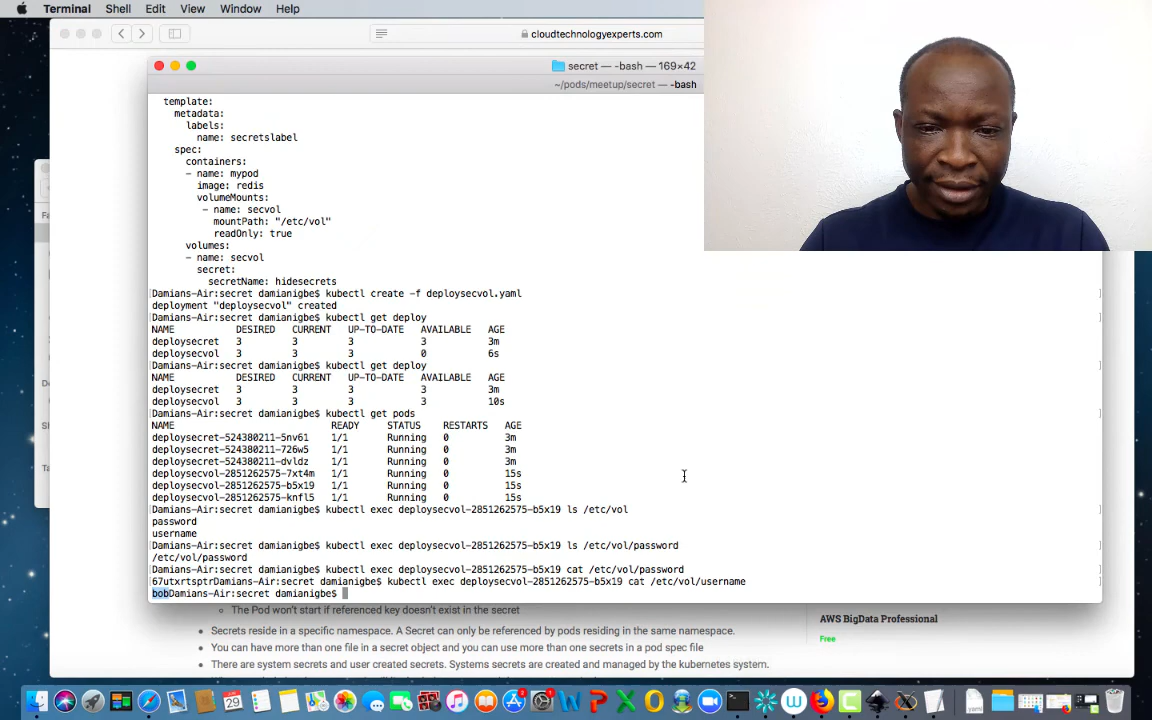 Terminal Shell Edit View Window Help
cloudtechnologyexperts.com
secret — -bash — 169×42
~/pods/meetup/secret — -bash
template:
metadata:
labels:
name: secretslabel
spec:
containers:
- name: mypod
image: redis
volumeMounts:
- name: secvol
mountPath: "/etc/vol"
readOnly: true
volumes:
- name: secvol
secret:
secretName: hidesecrets
[Damians-Air:secret damianigbe$ kubectl create -f deploysecvol.yaml ]
deployment "deploysecvol" created
[Damians-Air:secret damianigbe$ kubectl get deploy ]
NAME DESIRED CURRENT UP-TO-DATE AVAILABLE AGE
deploysecret 3 3 3 3 3m
deploysecvol 3 3 3 0 6s
[Damians-Air:secret damianigbe$ kubectl get deploy ]
NAME DESIRED CURRENT UP-TO-DATE AVAILABLE AGE
deploysecret 3 3 3 3 3m
deploysecvol 3 3 3 3 10s
[Damians-Air:secret damianigbe$ kubectl get pods ]
NAME READY STATUS RESTARTS AGE
deploysecret-524380211-5nv61 1/1 Running 0 3m
deploysecret-524380211-726w5 1/1 Running 0 3m
deploysecret-524380211-dvldz 1/1 Running 0 3m
deploysecvol-2851262575-7xt4m 1/1 Running 0 15s
deploysecvol-2851262575-b5x19 1/1 Running 0 15s
deploysecvol-2851262575-knfl5 1/1 Running 0 15s
[Damians-Air:secret damianigbe$ kubectl exec deploysecvol-2851262575-b5x19 ls /etc/vol ]
password
username
[Damians-Air:secret damianigbe$ kubectl exec deploysecvol-2851262575-b5x19 ls /etc/vol/password ]
/etc/vol/password
[Damians-Air:secret damianigbe$ kubectl exec deploysecvol-2851262575-b5x19 cat /etc/vol/password ]
[67utxrtsptrDamians-Air:secret damianigbe$ kubectl exec deploysecvol-2851262575-b5x19 cat /etc/vol/username ]
bobDamians-Air:secret damianigbe$
The Pod won't start if referenced key doesn't exist in the secret
Secrets reside in a specific namespace. A Secret can only be referenced by pods residing in the same namespace.
You can have more than one file in a secret object and you can use more than one secrets in a pod spec file
There are system secrets and user created secrets. Systems secrets are created and managed by the kubernetes system.
AWS BigData Professional
Free